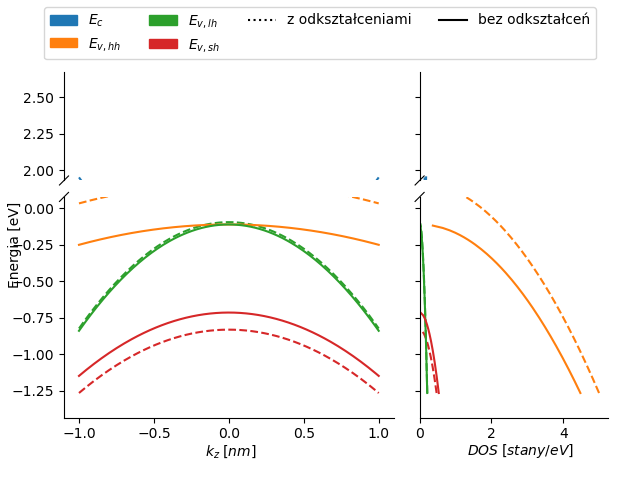 E_c E_{v,lh} z odkształceniami bez odkształceń
E_{v,hh} E_{v,sh}
2.50
2.25
2.00
0.00
−0.25
−0.50
−0.75
−1.00
−1.25
Energia [eV]
−1.0 −0.5 0.0 0.5 1.0
k_z [nm]
0 2 4
DOS [stany/eV]